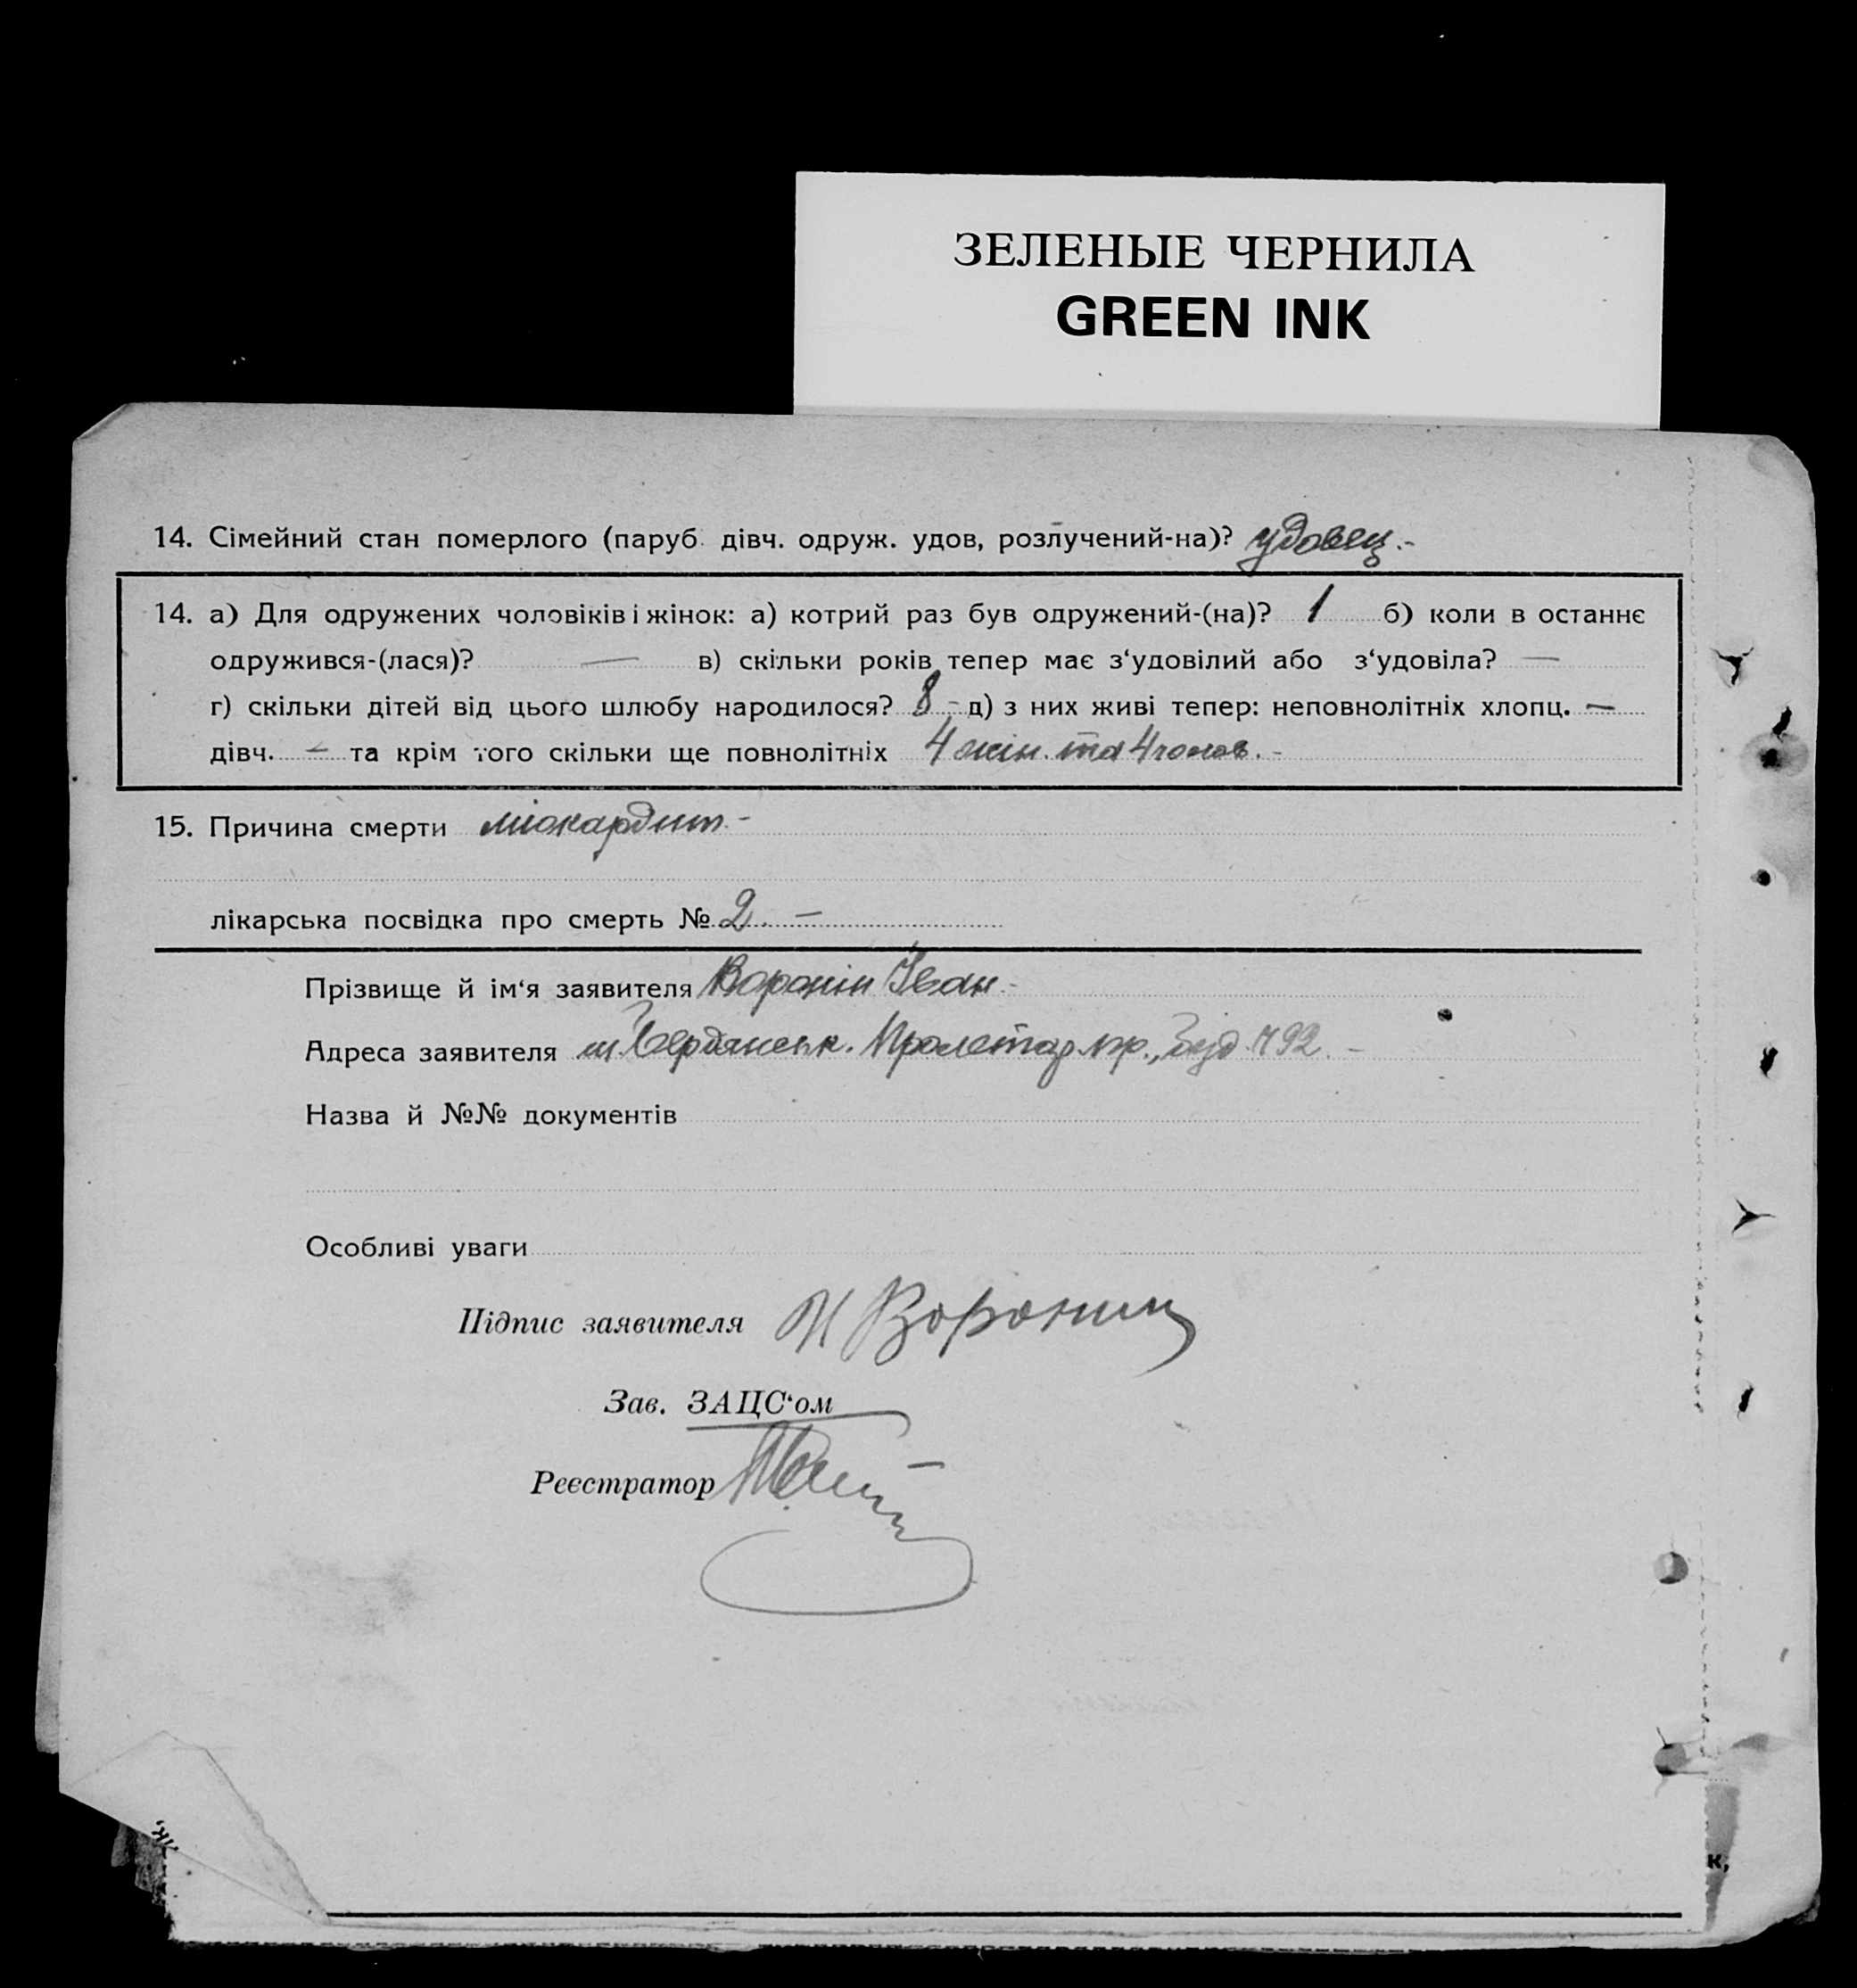 ЗЕЛЕНЫЕ ЧЕРНИЛА
GREEN INK
14. Сімейний стан померлого (паруб. дівч. одруж. удов, розлучений-на)? удовец.-
14. а) Для одружених чоловіків і жінок: а) котрий раз був одружений-(на)? 1 б) коли в останнє
одружився-(лася)? — в) скільки років тепер має з‘удовілий або з‘удовіла? —
г) скільки дітей від цього шлюбу народилося? 8 - д) з них живі тепер: неповнолітніх хлопц. —
дівч. - та крім того скільки ще повнолітніх 4 жін. та 4 чолов. -
15. Причина смерти міокардит -
лікарська посвідка про смерть № 2. —
Прізвище й ім‘я заявителя Воронін Іван -
Адреса заявителя м. Бердянськ. Пролетар. пр., буд. 792. -
Назва й №№ документів
Особливі уваги
Підпис заявителя И Воронин
Зав. ЗАЦС‘ом
Реєстратор
к,